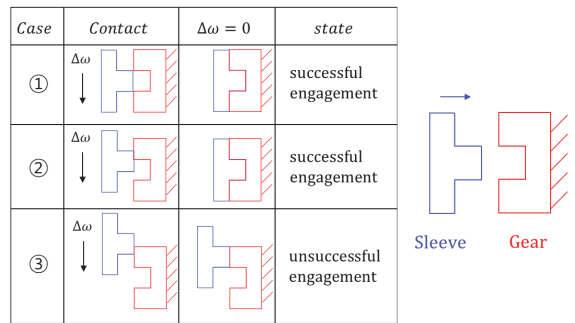 Case Contact Δω = 0 state
① Δω successful
engagement
② Δω successful
engagement
③ Δω unsuccessful
engagement
Sleeve Gear